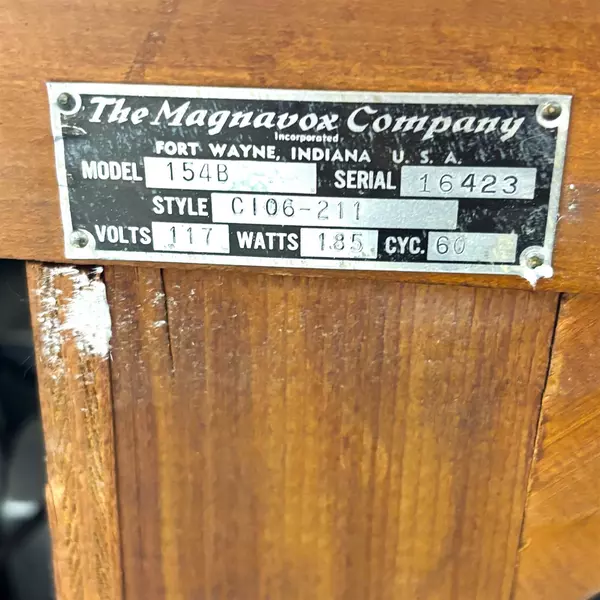 The Magnavox Company
Incorporated
FORT WAYNE, INDIANA U. S. A.
MODEL 154B SERIAL 16423
STYLE C106-211
VOLTS 117 WATTS 185 CYC. 60